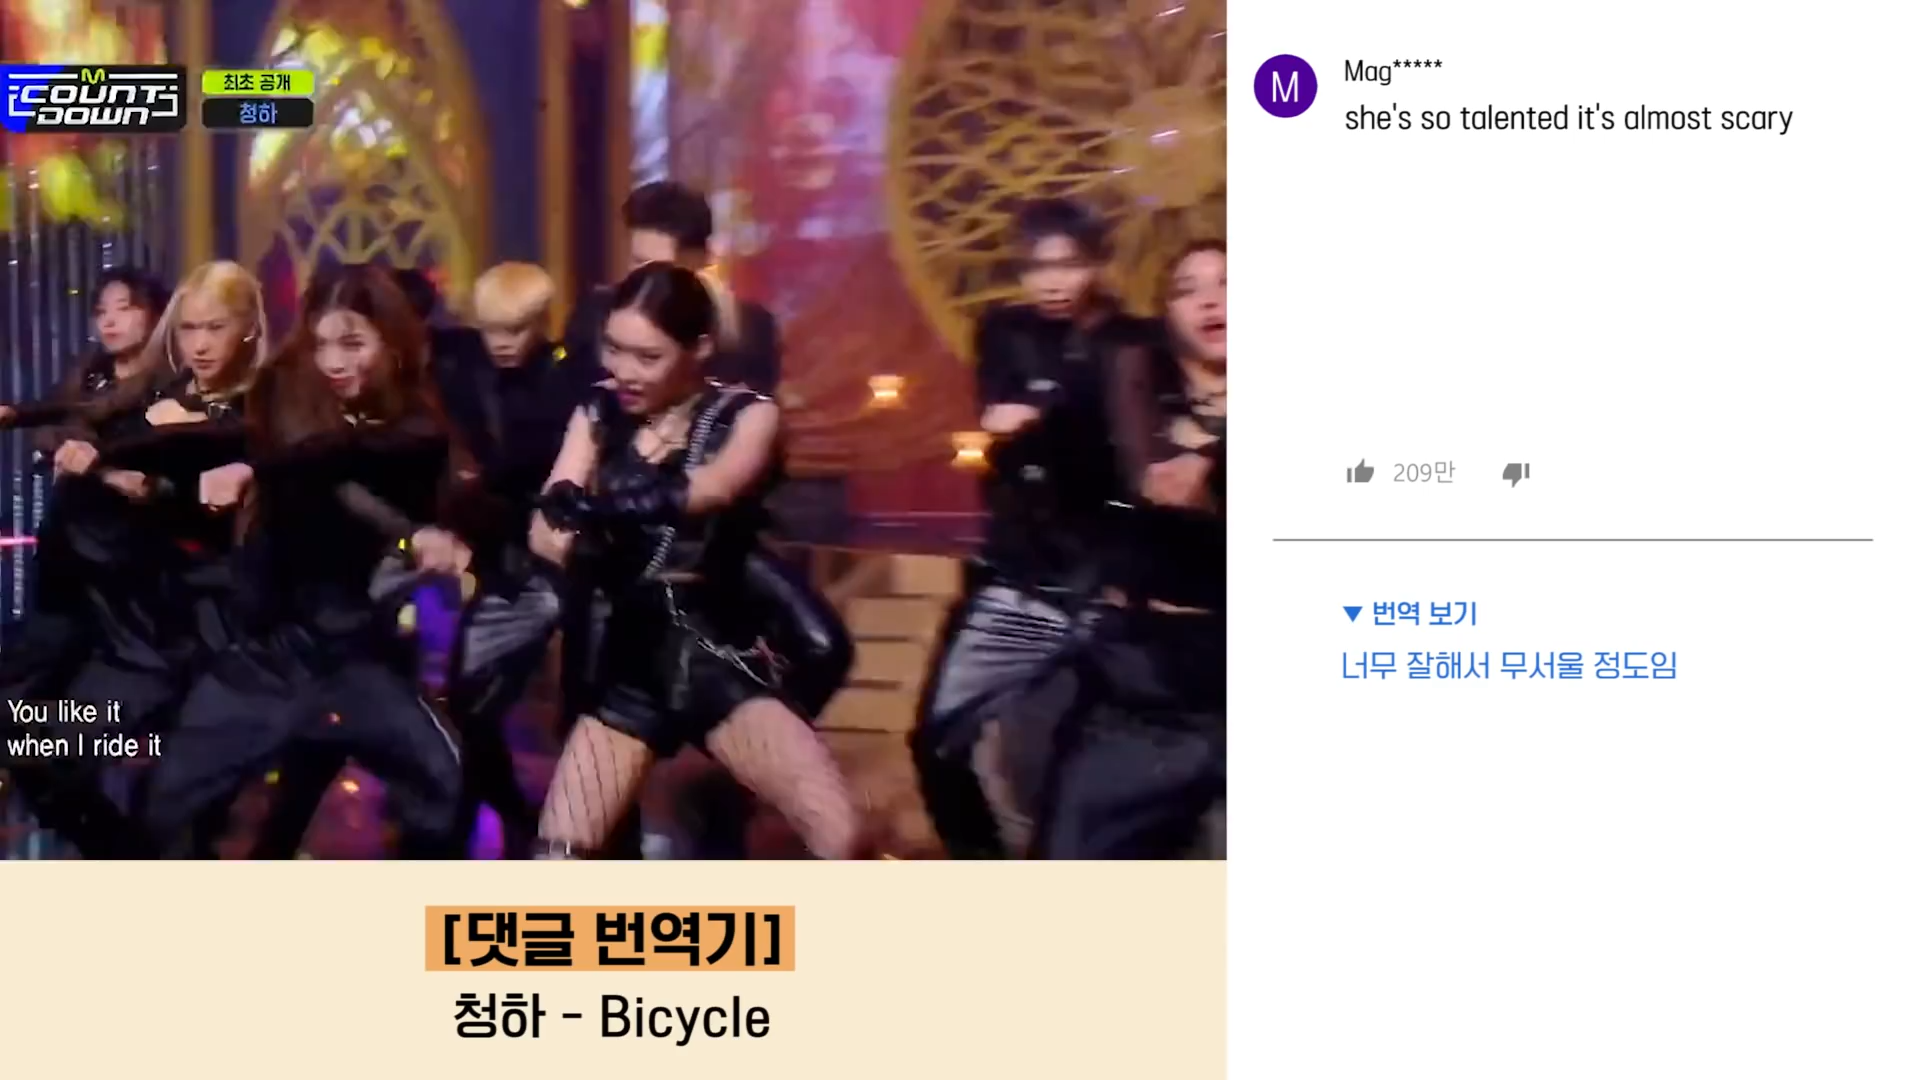 M
COUNT
DOWN
최초 공개
청하
You like it
when I ride it
[댓글 번역기]
청하 - Bicycle
M
Mag*****
she's so talented it's almost scary
209만
▼ 번역 보기
너무 잘해서 무서울 정도임